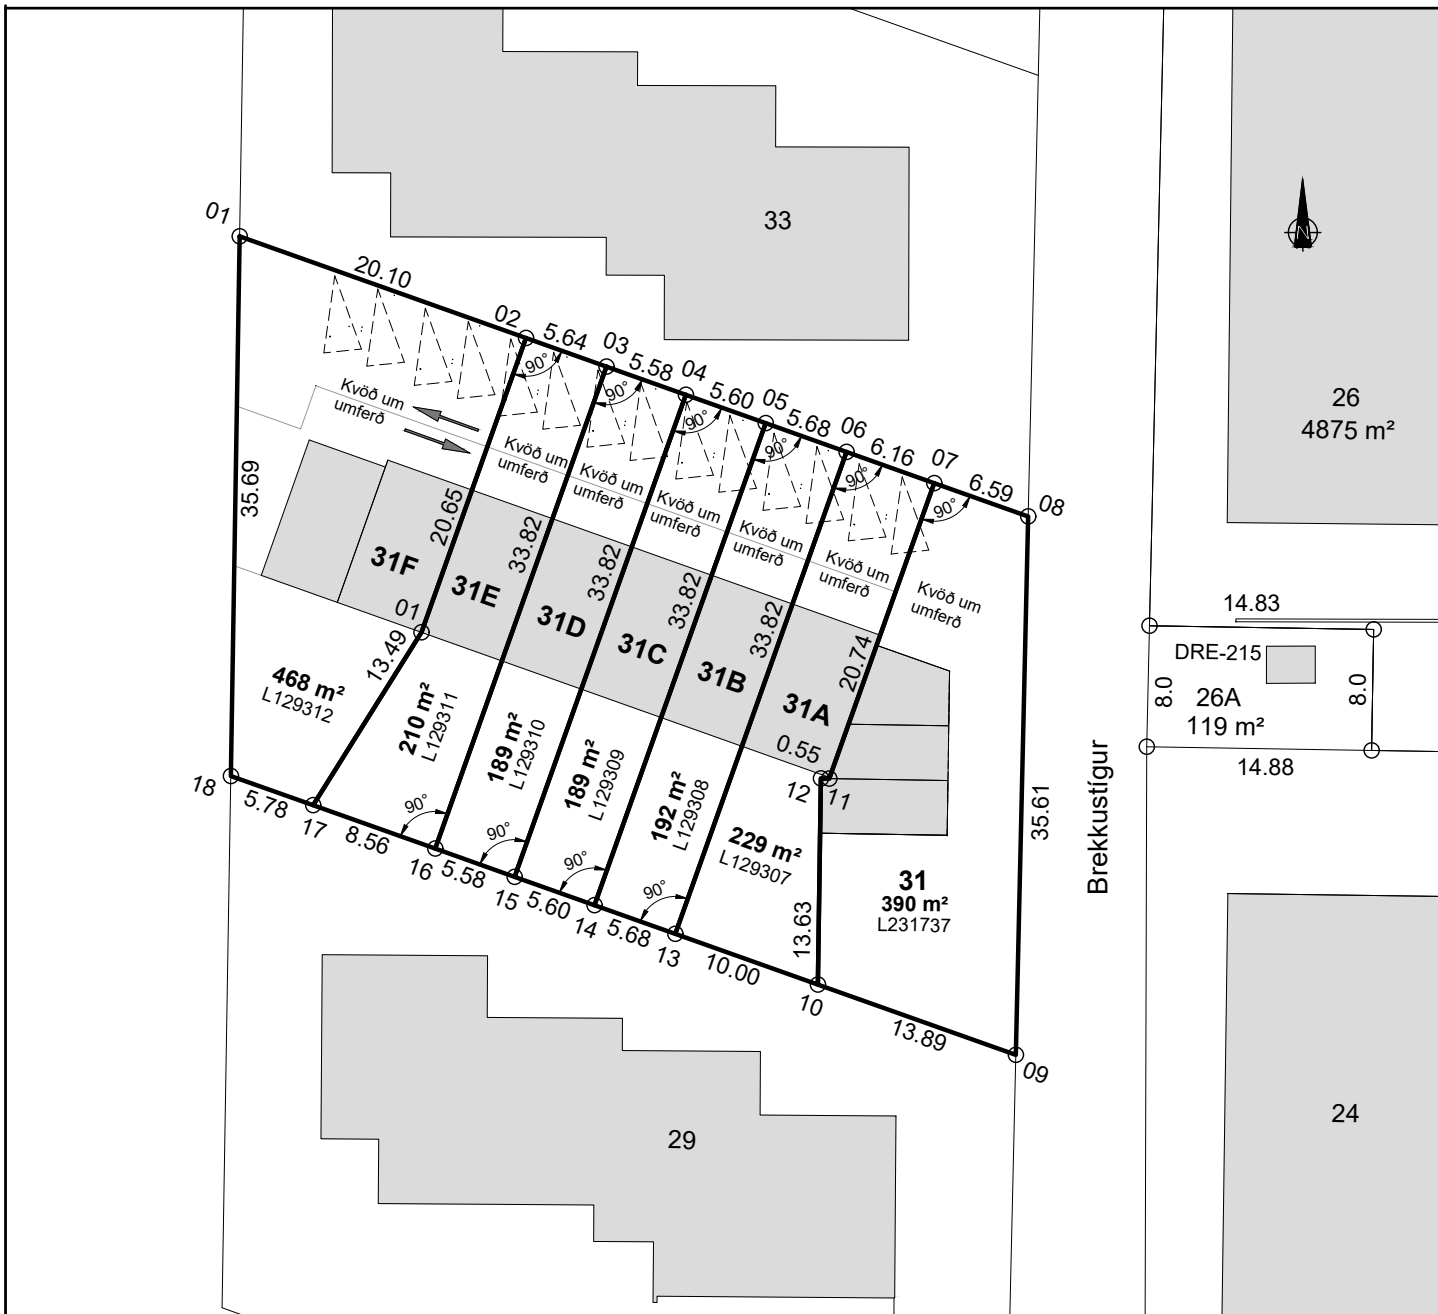 33
N
26
4875 m²
01
20.10
02
5.64
03
5.58
04
5.60
05
5.68
06
6.16
07
6.59
08
90°
90°
90°
90°
90°
90°
Kvöð um
umferð
Kvöð um
umferð
Kvöð um
umferð
Kvöð um
umferð
Kvöð um
umferð
Kvöð um
umferð
Kvöð um
umferð
35.69
20.65
33.82
33.82
33.82
33.82
20.74
31F
31E
31D
31C
31B
31A
01
13.49
0.55
12
11
468 m²
L129312
210 m²
L129311
189 m²
L129310
189 m²
L129309
192 m²
L129308
229 m²
L129307
31
390 m²
L231737
13.63
35.61
90°
90°
90°
90°
18
5.78
17
8.56
16
5.58
15
5.60
14
5.68
13
10.00
10
13.89
09
Brekkustígur
14.83
DRE-215
8.0
26A
119 m²
8.0
14.88
29
24